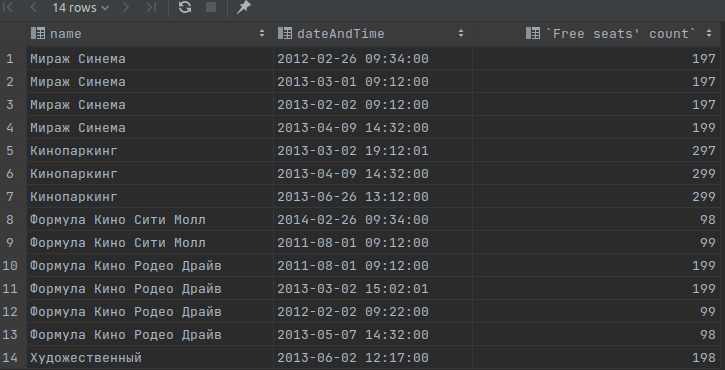 14 rows
name dateAndTime `Free seats' count`
1 Мираж Синема 2012-02-26 09:34:00 197
2 Мираж Синема 2013-03-01 09:12:00 197
3 Мираж Синема 2013-02-02 09:12:00 197
4 Мираж Синема 2013-04-09 14:32:00 199
5 Кинопаркинг 2013-03-02 19:12:01 297
6 Кинопаркинг 2013-04-09 14:32:00 299
7 Кинопаркинг 2013-06-26 13:12:00 299
8 Формула Кино Сити Молл 2014-02-26 09:34:00 98
9 Формула Кино Сити Молл 2011-08-01 09:12:00 99
10 Формула Кино Родео Драйв 2011-08-01 09:12:00 199
11 Формула Кино Родео Драйв 2013-03-02 15:02:01 199
12 Формула Кино Родео Драйв 2012-02-02 09:22:00 99
13 Формула Кино Родео Драйв 2013-05-07 14:32:00 98
14 Художественный 2013-06-02 12:17:00 198